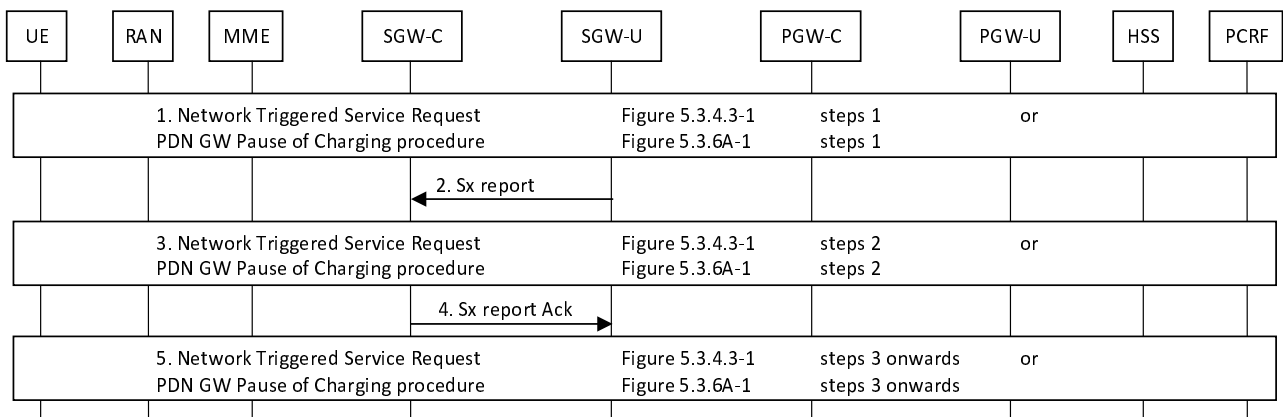 UE RAN MME SGW-C SGW-U PGW-C PGW-U HSS PCRF
1. Network Triggered Service Request Figure 5.3.4.3-1 steps 1 or
PDN GW Pause of Charging procedure Figure 5.3.6A-1 steps 1
2. Sx report
3. Network Triggered Service Request Figure 5.3.4.3-1 steps 2 or
PDN GW Pause of Charging procedure Figure 5.3.6A-1 steps 2
4. Sx report Ack
5. Network Triggered Service Request Figure 5.3.4.3-1 steps 3 onwards or
PDN GW Pause of Charging procedure Figure 5.3.6A-1 steps 3 onwards